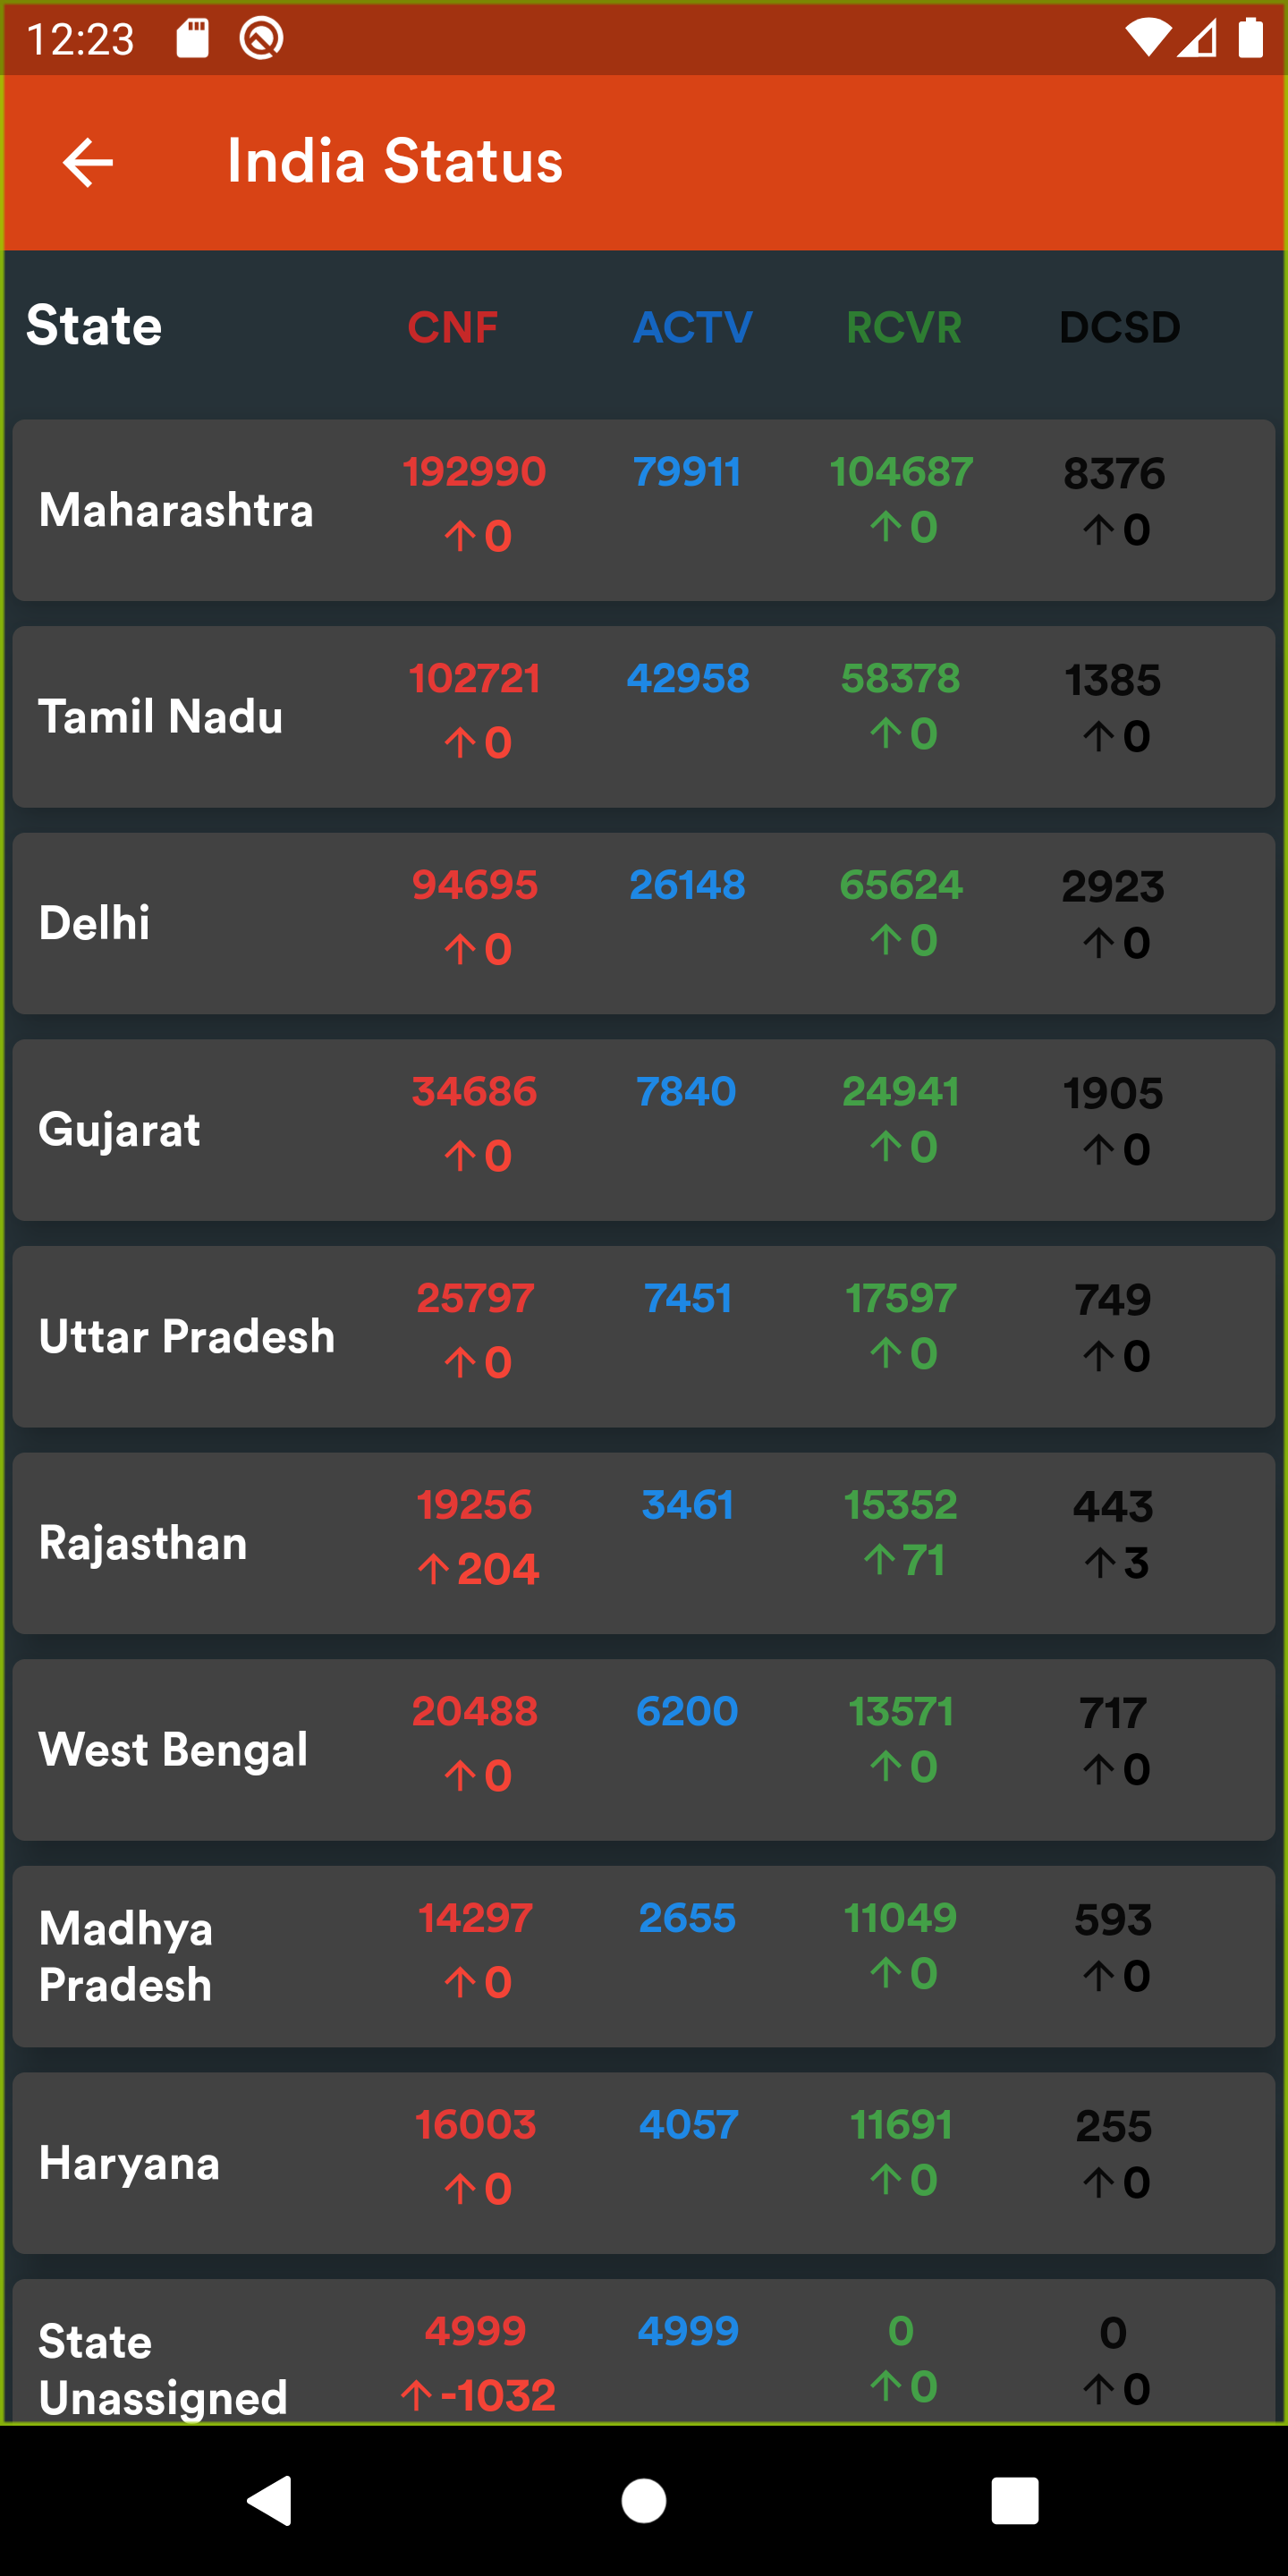 12:23
India Status
State CNF ACTV RCVR DCSD
Maharashtra 192990 79911 104687 8376
↑0 ↑0 ↑0
Tamil Nadu 102721 42958 58378 1385
↑0 ↑0 ↑0
Delhi 94695 26148 65624 2923
↑0 ↑0 ↑0
Gujarat 34686 7840 24941 1905
↑0 ↑0 ↑0
Uttar Pradesh 25797 7451 17597 749
↑0 ↑0 ↑0
Rajasthan 19256 3461 15352 443
↑204 ↑71 ↑3
West Bengal 20488 6200 13571 717
↑0 ↑0 ↑0
Madhya 14297 2655 11049 593
Pradesh ↑0 ↑0 ↑0
Haryana 16003 4057 11691 255
↑0 ↑0 ↑0
State 4999 4999 0 0
Unassigned ↑-1032 ↑0 ↑0